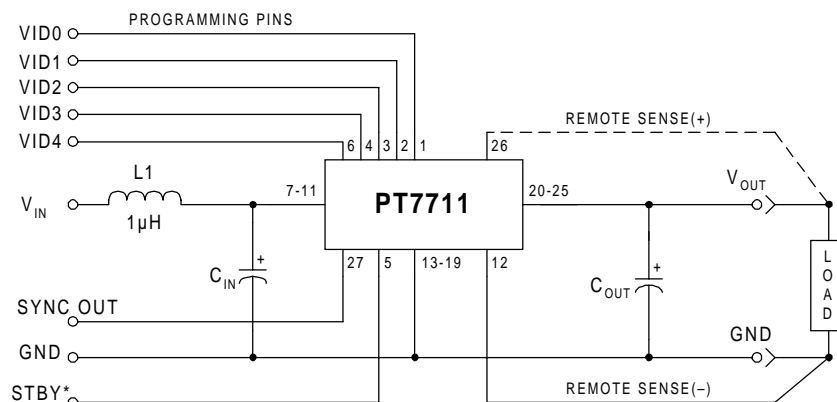 PROGRAMMING PINS
VID0
VID1
VID2
VID3
VID4
REMOTE SENSE(+)
6 4 3 2 1 26
L1
1µH
V_IN
7-11
PT7711
20-25
V_OUT
27 5 13-19 12
C_IN
+
C_OUT
+
LOAD
SYNC OUT
GND
GND
STBY*
REMOTE SENSE(–)